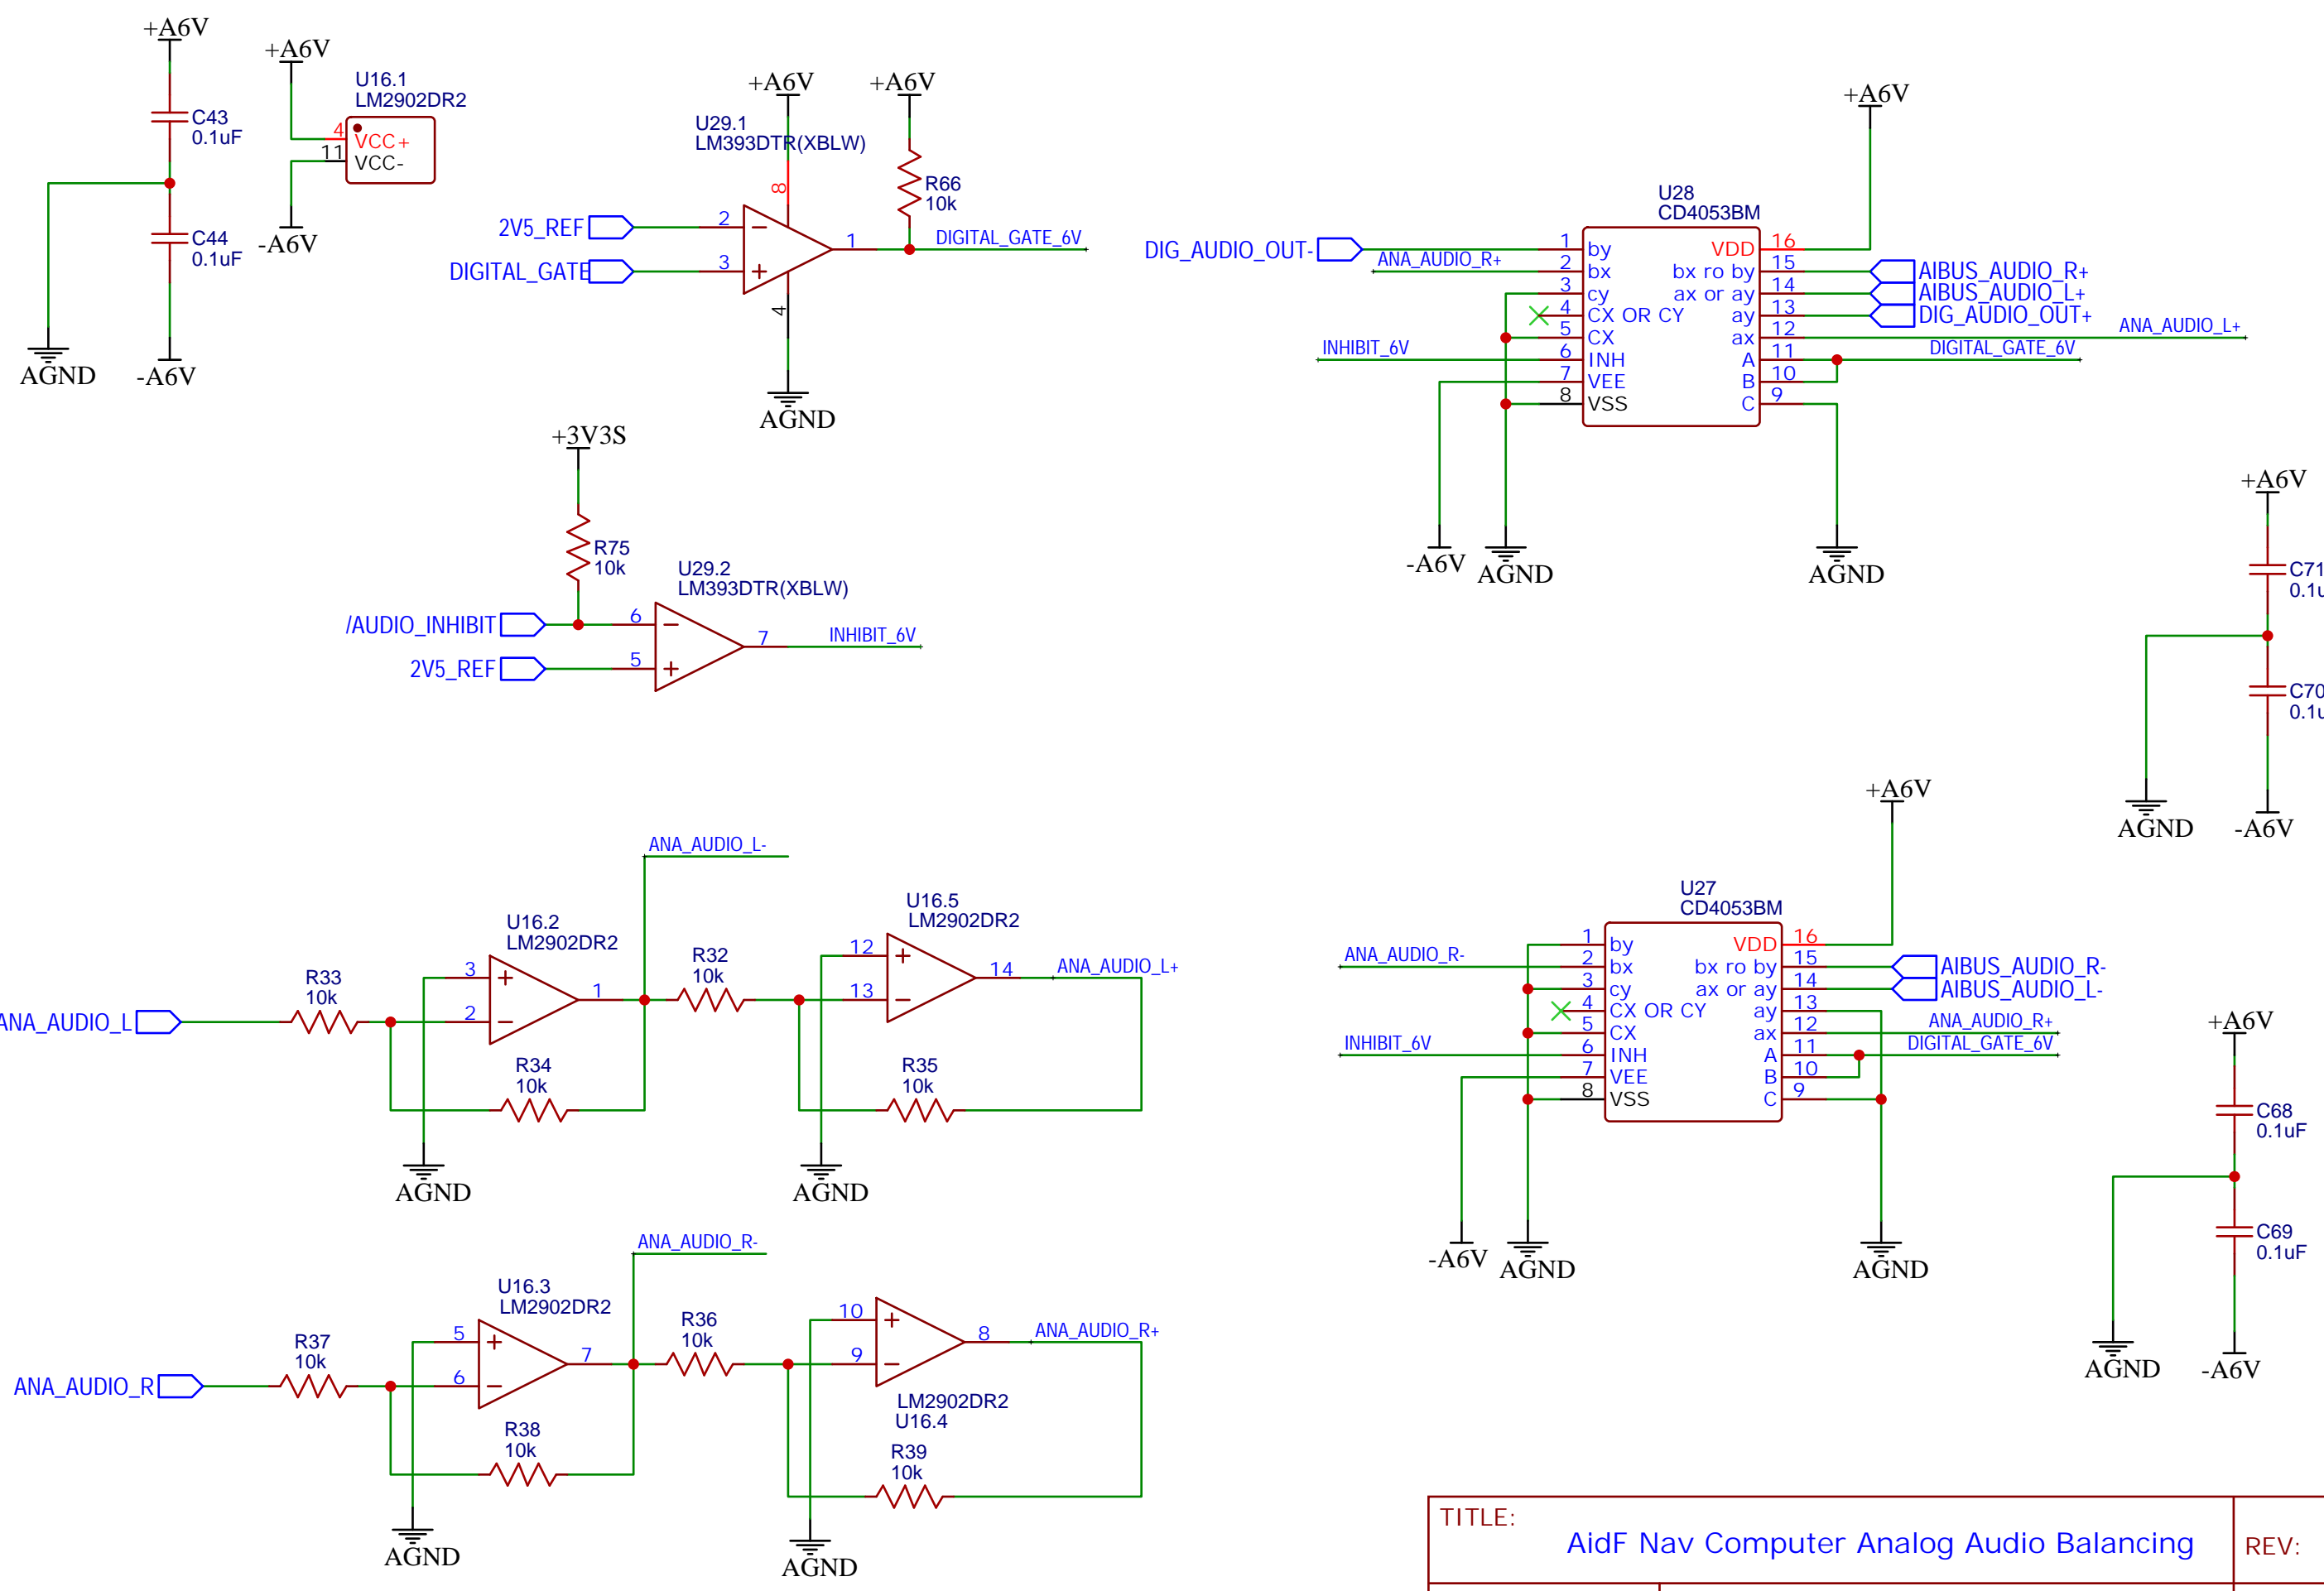 +A6V
C43
0.1uF
C44
0.1uF
AGND
-A6V
+A6V
U16.1
LM2902DR2
4
VCC+
11
VCC-
-A6V
+A6V
+A6V
U29.1
LM393DTR(XBLW)
8
R66
10k
2V5_REF
2
DIGITAL_GATE
3
1
DIGITAL_GATE_6V
4
AGND
+3V3S
R75
10k
U29.2
LM393DTR(XBLW)
/AUDIO_INHIBIT
6
2V5_REF
5
7
INHIBIT_6V
+A6V
U28
CD4053BM
DIG_AUDIO_OUT-
ANA_AUDIO_R+
INHIBIT_6V
1 by
2 bx
3 cy
4 CX OR CY
5 CX
6 INH
7 VEE
8 VSS
VDD 16
bx ro by 15
ax or ay 14
ay 13
ax 12
A 11
B 10
C 9
AIBUS_AUDIO_R+
AIBUS_AUDIO_L+
DIG_AUDIO_OUT+
ANA_AUDIO_L+
DIGITAL_GATE_6V
-A6V
AGND
AGND
+A6V
C71
0.1u
C70
0.1u
AGND
-A6V
ANA_AUDIO_L-
U16.2
LM2902DR2
ANA_AUDIO_L
R33
10k
3
2
1
R34
10k
AGND
R32
10k
U16.5
LM2902DR2
12
13
14
ANA_AUDIO_L+
R35
10k
AGND
ANA_AUDIO_R-
U16.3
LM2902DR2
ANA_AUDIO_R
R37
10k
5
6
7
R38
10k
AGND
R36
10k
10
9
8
ANA_AUDIO_R+
LM2902DR2
U16.4
R39
10k
AGND
+A6V
U27
CD4053BM
ANA_AUDIO_R-
INHIBIT_6V
1 by
2 bx
3 cy
4 CX OR CY
5 CX
6 INH
7 VEE
8 VSS
VDD 16
bx ro by 15
ax or ay 14
ay 13
ax 12
A 11
B 10
C 9
AIBUS_AUDIO_R-
AIBUS_AUDIO_L-
ANA_AUDIO_R+
DIGITAL_GATE_6V
-A6V
AGND
AGND
+A6V
C68
0.1uF
C69
0.1uF
AGND
-A6V
TITLE:
AidF Nav Computer Analog Audio Balancing
REV: